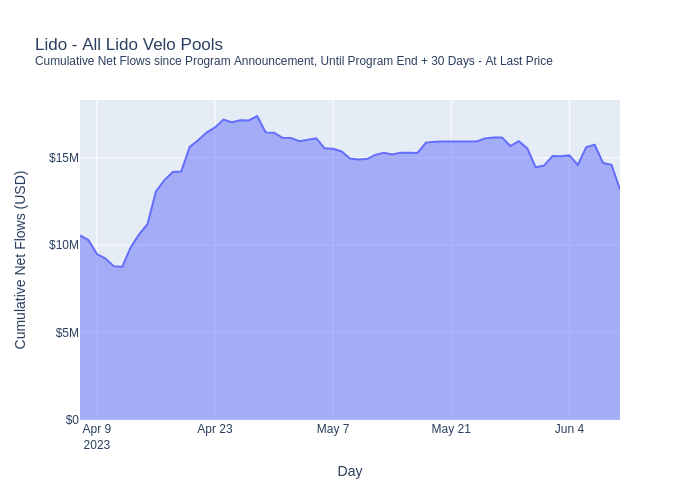 Lido - All Lido Velo Pools
Cumulative Net Flows since Program Announcement, Until Program End + 30 Days - At Last Price
Cumulative Net Flows (USD)
$15M
$10M
$5M
$0
Apr 9 Apr 23 May 7 May 21 Jun 4
2023
Day